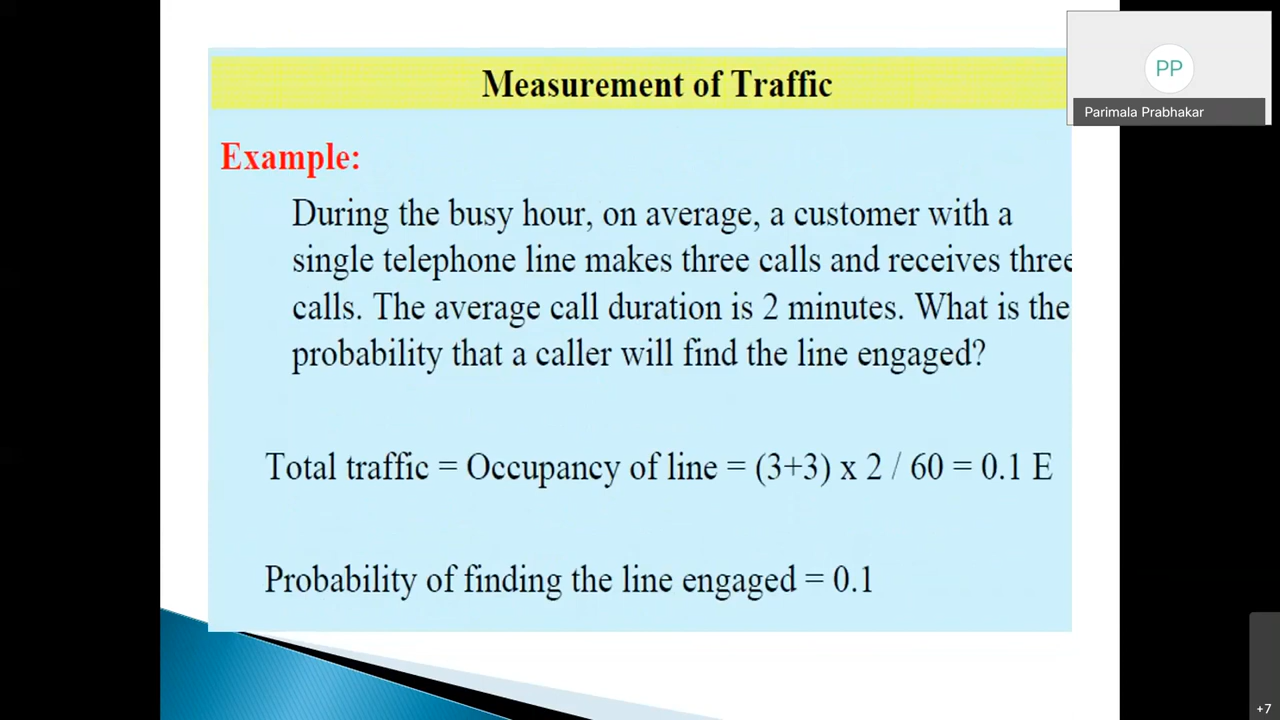 Measurement of Traffic
PP
Parimala Prabhakar
Example:
During the busy hour, on average, a customer with a
single telephone line makes three calls and receives three
calls. The average call duration is 2 minutes. What is the
probability that a caller will find the line engaged?
Total traffic = Occupancy of line = (3+3) x 2 / 60 = 0.1 E
Probability of finding the line engaged = 0.1
+7